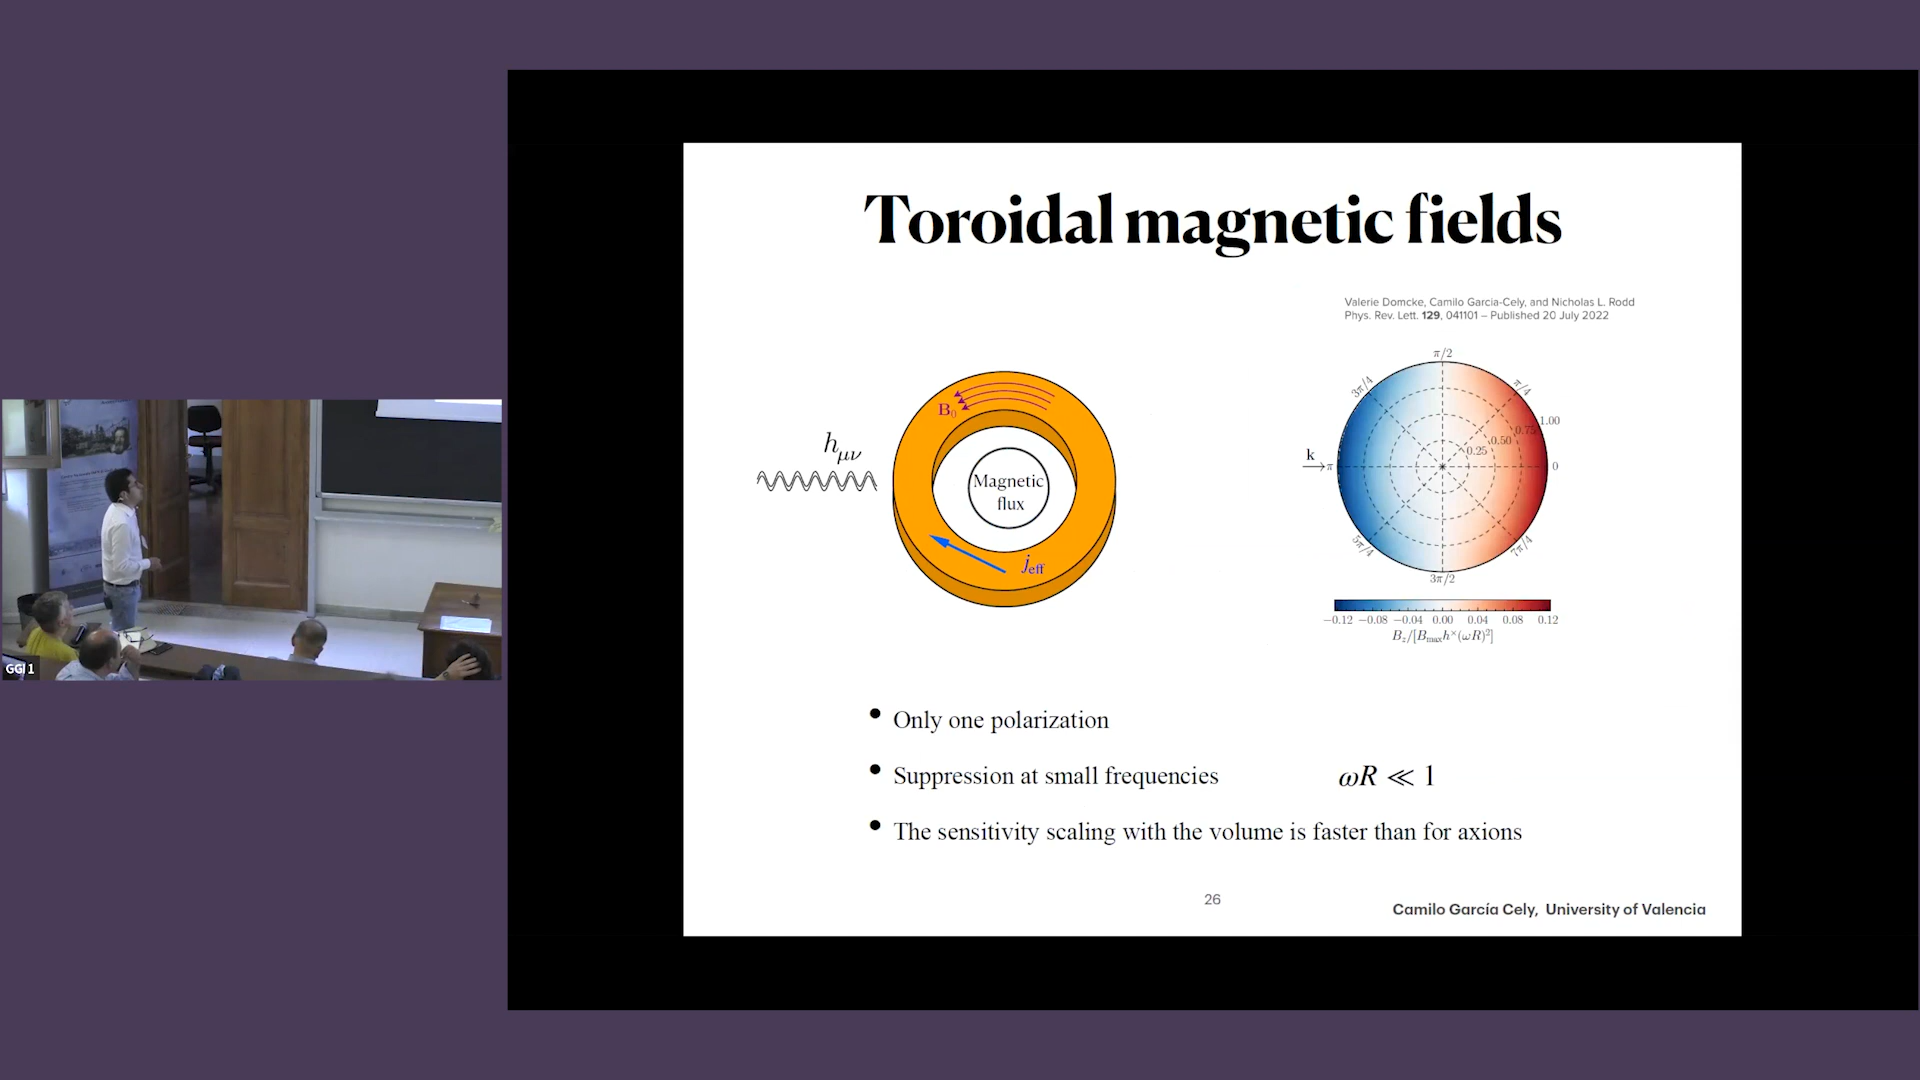 Toroidal magnetic fields
Valerie Domcke, Camilo Garcia-Cely, and Nicholas L. Rodd
Phys. Rev. Lett. 129, 041101 – Published 20 July 2022
B₀
hμν
Magnetic
flux
jeff
π/2
3π/4
π/4
1.00
0.75
0.50
0.25
k
π
0
5π/4
7π/4
3π/2
−0.12 −0.08 −0.04 0.00 0.04 0.08 0.12
Bz/[Bmaxh×(ωR)²]
• Only one polarization
• Suppression at small frequencies ωR ≪ 1
• The sensitivity scaling with the volume is faster than for axions
26
Camilo García Cely, University of Valencia
GGI 1